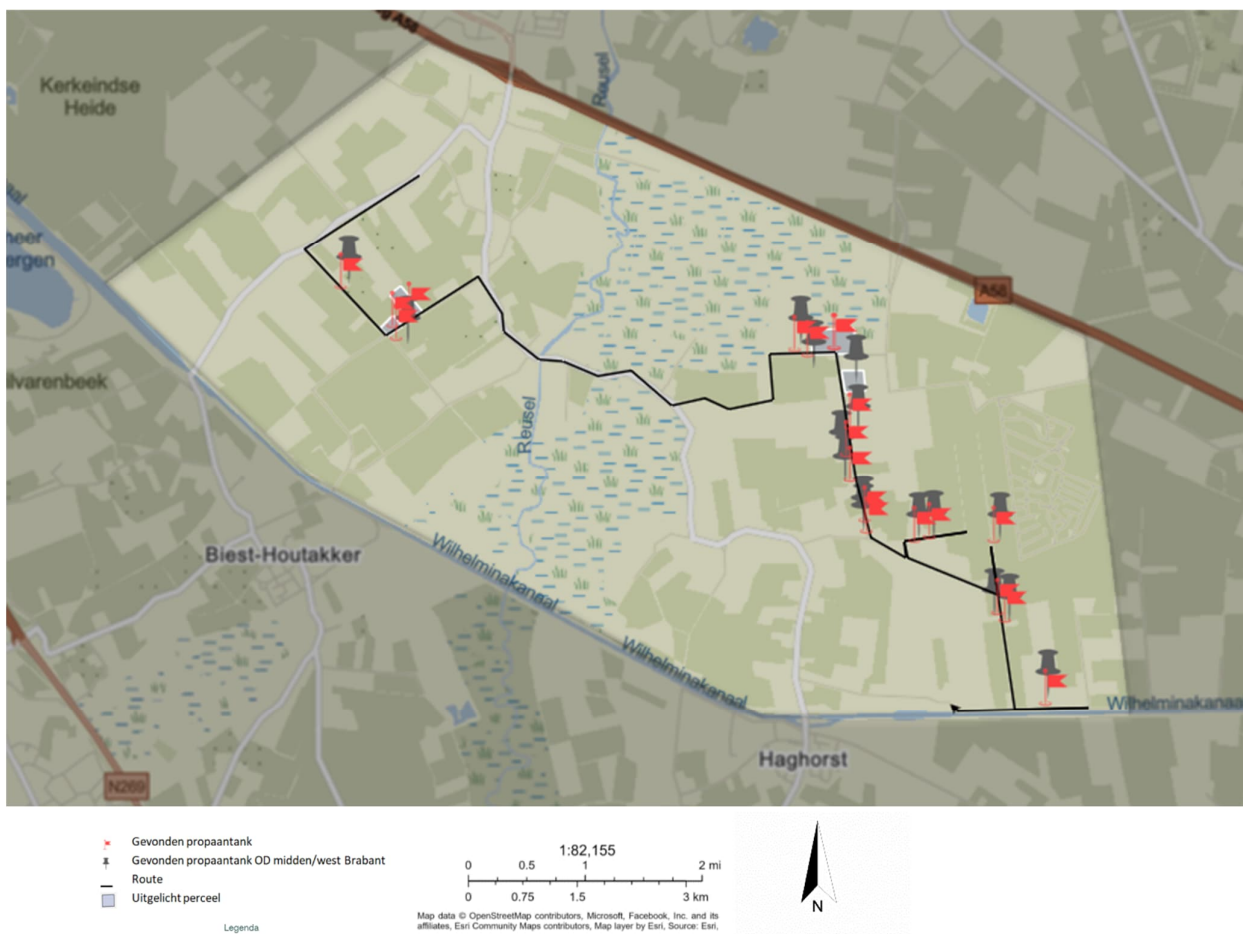 A58
Kerkeindse
Heide
Reusel
A58
Reusel
Biest-Houtakker
Wilhelminakanaal
Wilhelminakanaal
Wilhelminakanaa
Haghorst
N269
Gevonden propaantank
Gevonden propaantank OD midden/west Brabant
Route
Uitgelicht perceel
Legenda
1:82,155
0 0.5 1 2 mi
0 0.75 1.5 3 km
Map data © OpenStreetMap contributors, Microsoft, Facebook, Inc. and its
affiliates, Esri Community Maps contributors, Map layer by Esri, Source: Esri,
N